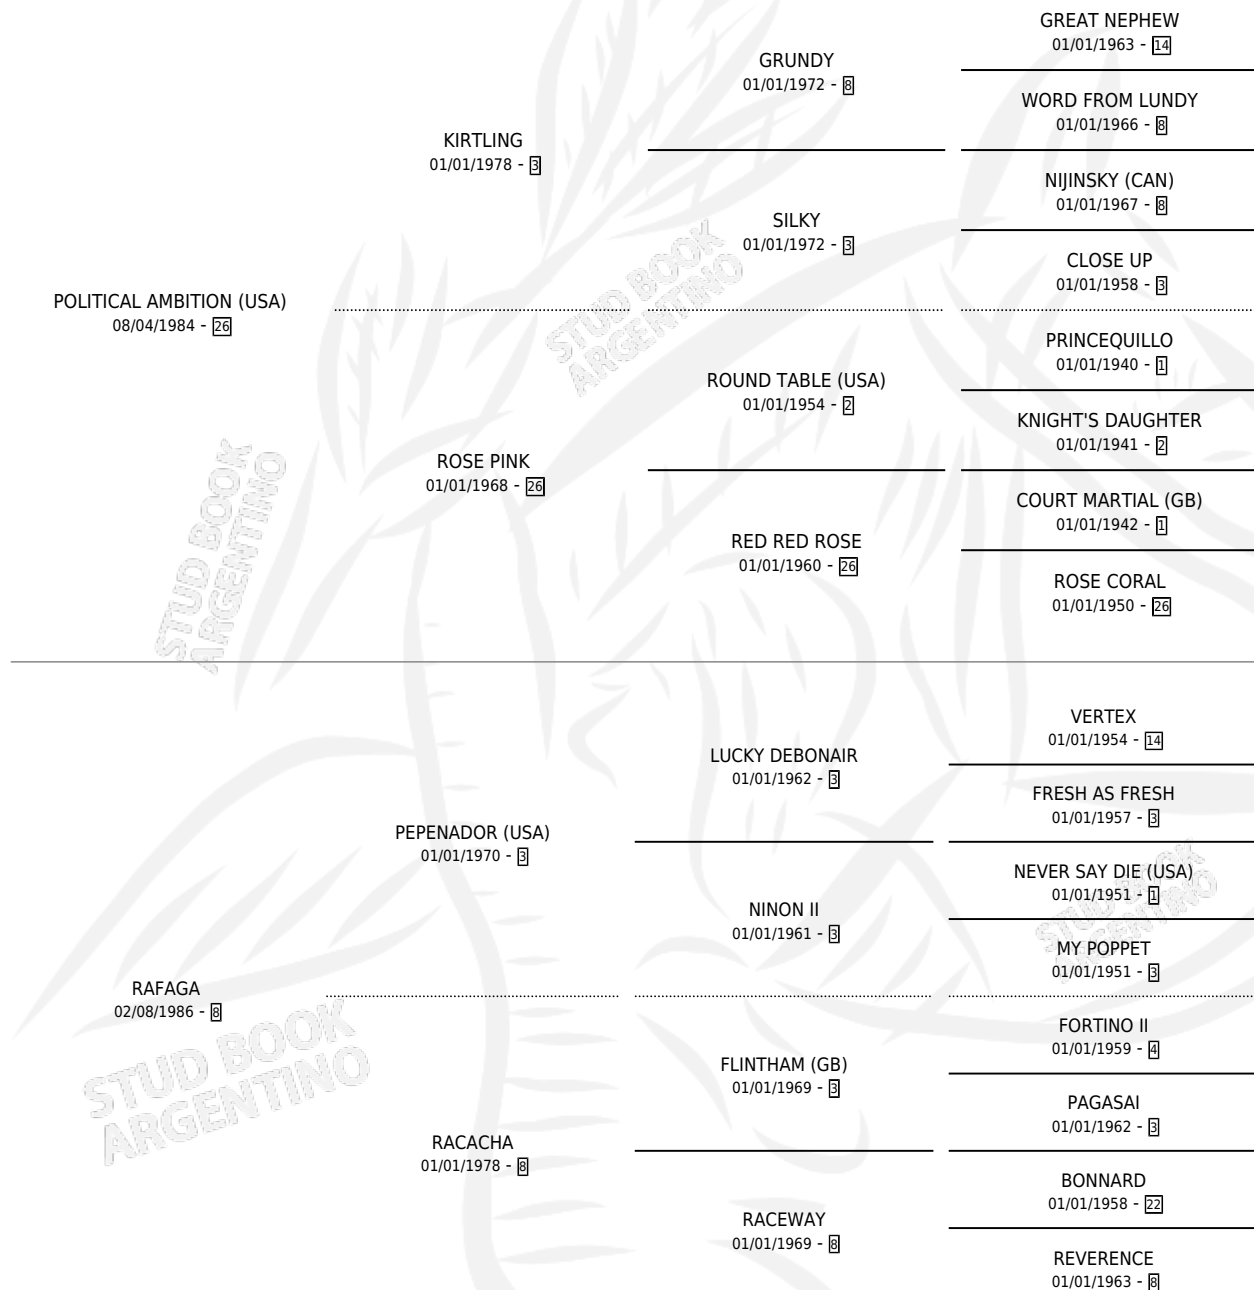 GREAT NEPHEW
01/01/1963 - 14
GRUNDY
01/01/1972 - 8
WORD FROM LUNDY
01/01/1966 - 8
KIRTLING
01/01/1978 - 3
NIJINSKY (CAN)
01/01/1967 - 8
SILKY
01/01/1972 - 3
CLOSE UP
01/01/1958 - 3
POLITICAL AMBITION (USA)
08/04/1984 - 26
PRINCEQUILLO
01/01/1940 - 1
ROUND TABLE (USA)
01/01/1954 - 2
KNIGHT'S DAUGHTER
01/01/1941 - 2
ROSE PINK
01/01/1968 - 26
COURT MARTIAL (GB)
01/01/1942 - 1
RED RED ROSE
01/01/1960 - 26
ROSE CORAL
01/01/1950 - 26
VERTEX
01/01/1954 - 14
LUCKY DEBONAIR
01/01/1962 - 3
FRESH AS FRESH
01/01/1957 - 3
PEPENADOR (USA)
01/01/1970 - 3
NEVER SAY DIE (USA)
01/01/1951 - 1
NINON II
01/01/1961 - 3
MY POPPET
01/01/1951 - 3
RAFAGA
02/08/1986 - 8
FORTINO II
01/01/1959 - 4
FLINTHAM (GB)
01/01/1969 - 3
PAGASAI
01/01/1962 - 3
RACACHA
01/01/1978 - 8
BONNARD
01/01/1958 - 22
RACEWAY
01/01/1969 - 8
REVERENCE
01/01/1963 - 8
STUD BOOK
ARGENTINO
STUD BOOK
ARGENTINO
STUD BOOK
ARGENTINO
STUD BOOK
ARGENTINO